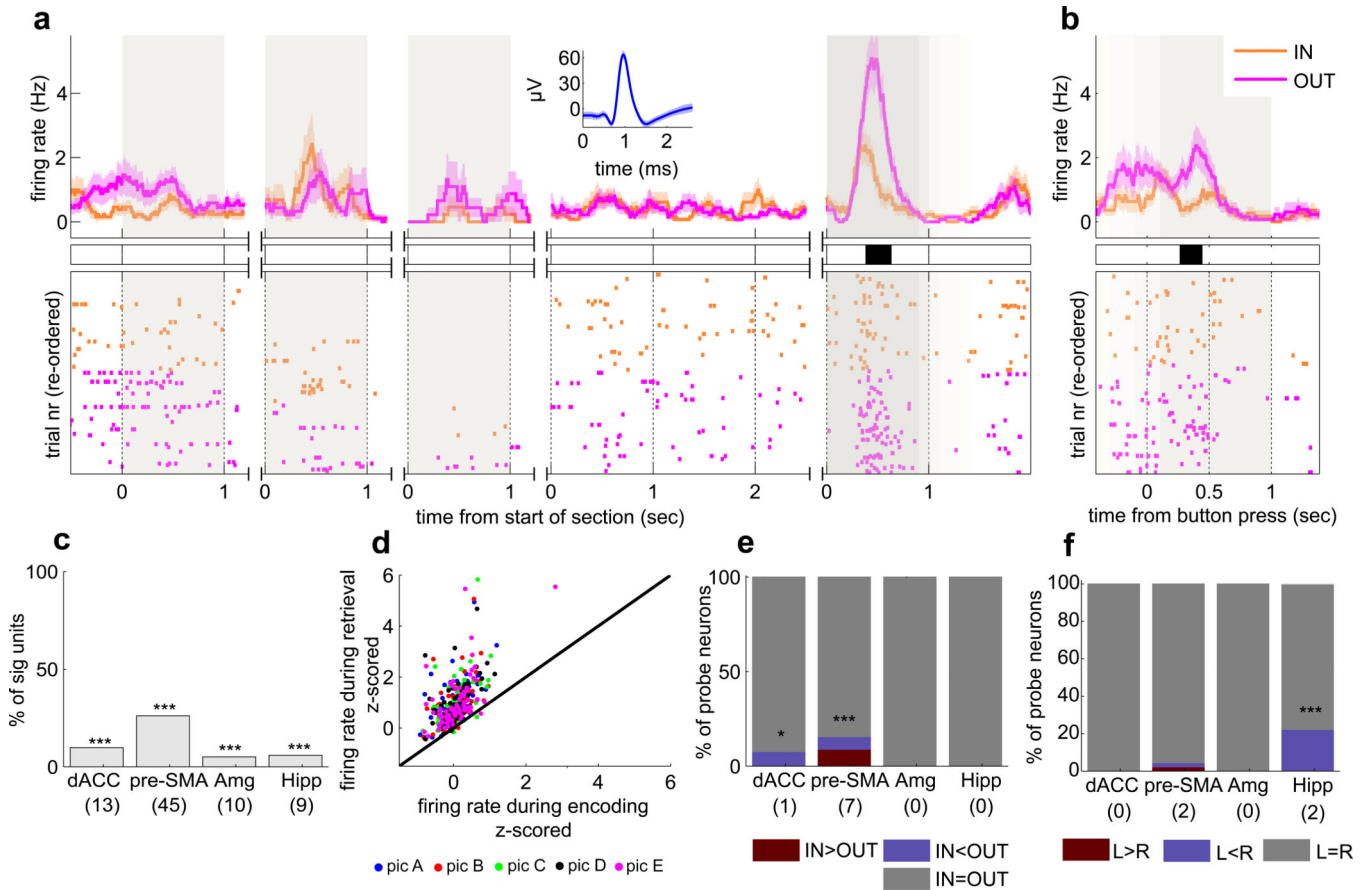 a
b
firing rate (Hz)
4
2
0
µV
60
30
0
0
1
2
time (ms)
firing rate (Hz)
4
2
0
IN
OUT
trial nr (re-ordered)
0
1
0
1
0
1
0
1
2
0
1
time from start of section (sec)
trial nr (re-ordered)
0
0.5
1
time from button press (sec)
c
% of sig units
100
50
0
***
***
***
***
dACC
pre-SMA
Amg
Hipp
(13)
(45)
(10)
(9)
d
firing rate during retrieval
z-scored
6
4
2
0
0
2
4
6
firing rate during encoding
z-scored
pic A
pic B
pic C
pic D
pic E
e
% of probe neurons
100
50
0
*
***
dACC
pre-SMA
Amg
Hipp
(1)
(7)
(0)
(0)
IN>OUT
IN<OUT
IN=OUT
f
% of probe neurons
100
80
60
40
20
0
***
dACC
pre-SMA
Amg
Hipp
(0)
(2)
(0)
(2)
L>R
L<R
L=R